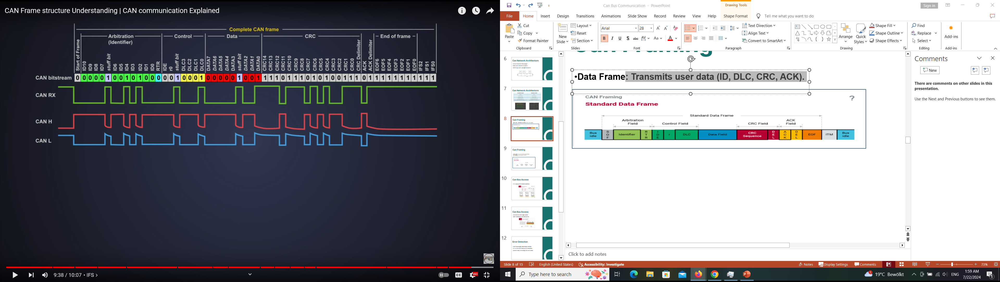 CAN Frame structure Understanding | CAN communication Explained
Complete CAN frame
Arbitration
(Identifier)
Control
Data
CRC
End of frame
Start of Frame
ID10
ID9
ID8
ID7
stuff bit
ID6
ID5
ID4
ID3
ID2
ID1
ID0
RTR
IDE
r0
stuff bit
DLC3
DLC2
DLC1
DLC0
DATA7
DATA6
DATA5
DATA4
DATA3
stuff bit
DATA2
DATA1
DATA0
CRC14
CRC13
CRC12
CRC11
CRC10
CRC9
CRC8
CRC7
CRC6
CRC5
CRC4
CRC3
CRC2
CRC1
CRC0
CRC Delimiter
ACK
ACK Delimiter
EOF6
EOF5
EOF4
EOF3
EOF2
EOF1
EOF0
IFS2
IFS1
IFS0
CAN bitstream 0 0 0 0 0 1 0 0 1 0 1 0 0 0 0 1 0 0 0 1 0 0 0 0 0 1 0 0 1 1 1 1 0 1 1 1 0 1 0 1 0 0 1 1 1 0 1 1 1 1 1 1 1 1 1 1 1
CAN RX
CAN H
CAN L
9:38 / 10:07 • IFS >
CC
HD
Can Bus Communication - PowerPoint
Drawing Tools
Sign in
File
Home
Insert
Design
Transitions
Animations
Slide Show
Record
Review
View
Help
Shape Format
Tell me what you want to do
Paste
Cut
Copy
Format Painter
Clipboard
New
Slide
Layout
Reset
Section
Slides
Arial
28
B I U S abc AV Aa A
Font
Text Direction
Align Text
Convert to SmartArt
Paragraph
Arrange
Quick
Styles
Shape Fill
Shape Outline
Shape Effects
Drawing
Find
Replace
Select
Editing
Add-ins
Add-ins
6
Can Network Architecture
7
Can Network Architecture
8
Can Framing
9
Can Framing
10
Can Bus Access
11
Can Bus Access
12
Error Detection
•Data Frame: Transmits user data (ID, DLC, CRC, ACK).
CAN Framing
?
Standard Data Frame
Standard Data Frame
Arbitration
Field
Control Field
CRC Field
ACK
Field
Bus
idle
SOF
Identifier
RTR
IDE
r
DLC
Data Field
CRC
Sequence
DEL
ACK
DEL
EOF
ITM
Bus
idle
Click to add notes
Comments
New
There are comments on other slides in this
presentation.
Use the Next and Previous buttons to see them.
Slide 8 of 15
English (United States)
Accessibility: Investigate
Notes
Display Settings
Comments
73%
Type here to search
19°C Bewölkt
ENG
1:59 AM
7/22/2024